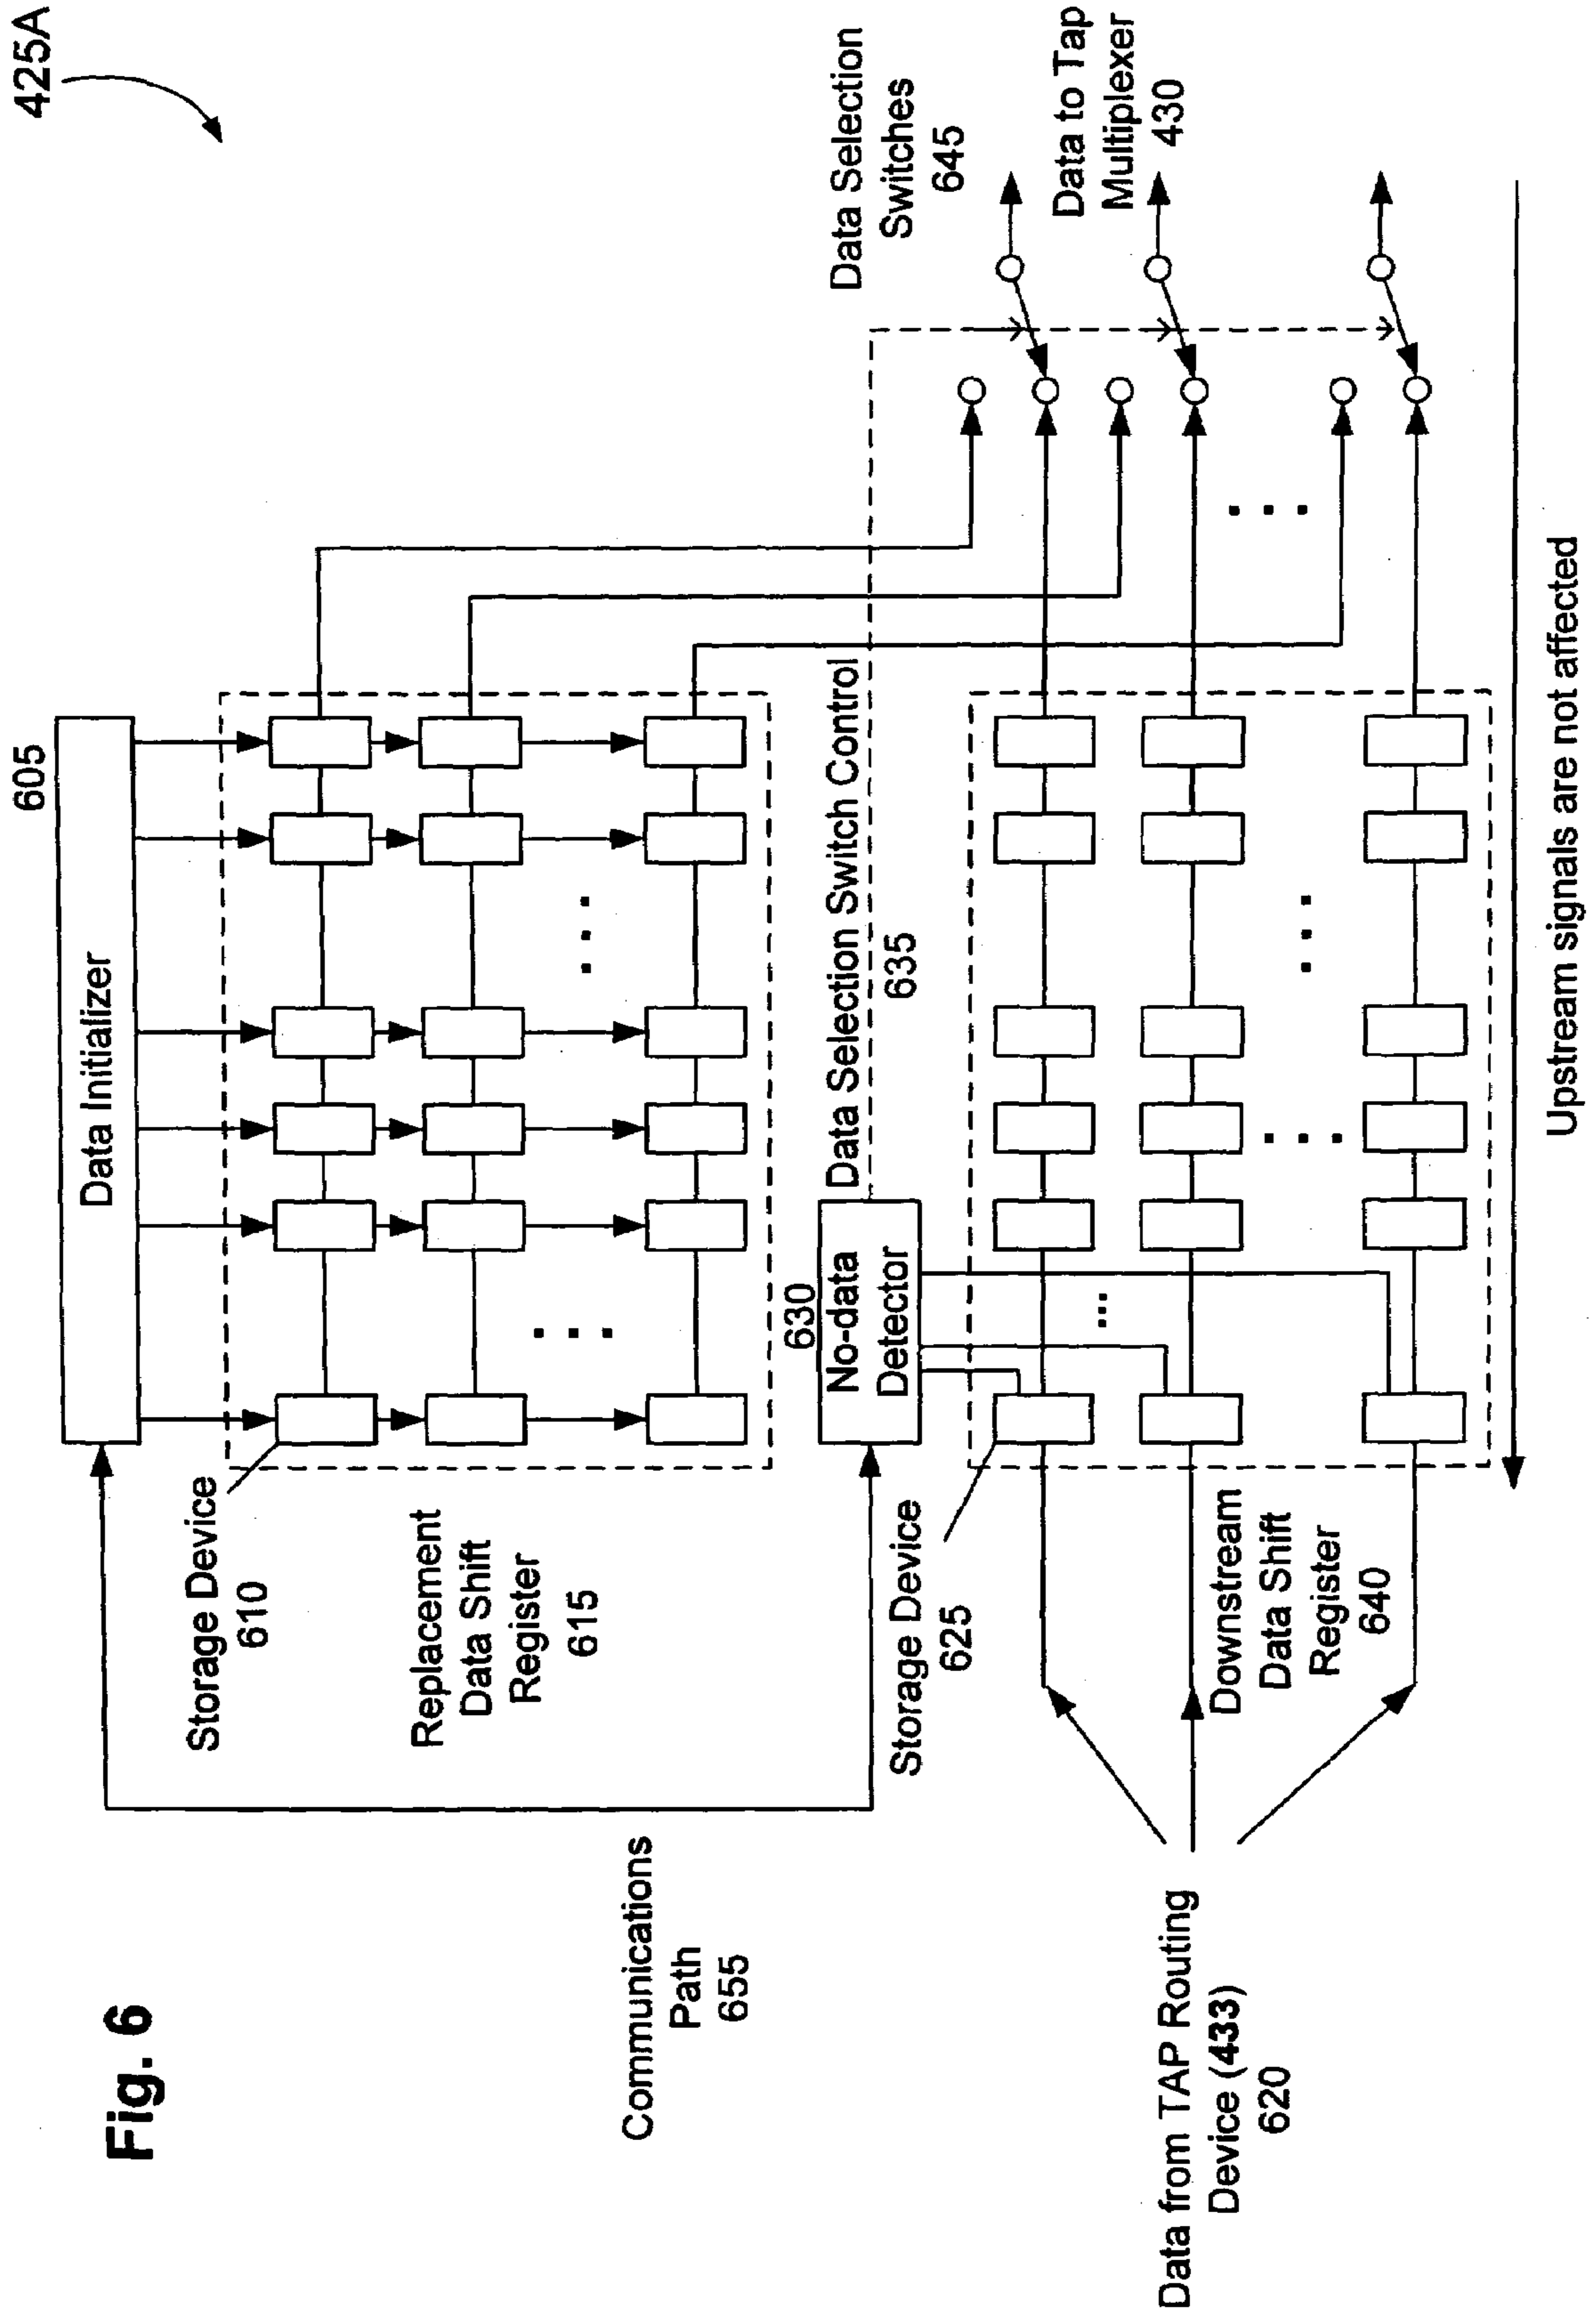 Fig. 6
425A
605
Data Initializer
Storage Device
610
Replacement
Data Shift
Register
615
Communications
Path
655
630
No-data
Detector
Data Selection Switch Control
635
Storage Device
625
Data Selection
Switches
645
Data to Tap
Multiplexer
430
Downstream
Data Shift
Register
640
Data from TAP Routing
Device (433)
620
Upstream signals are not affected